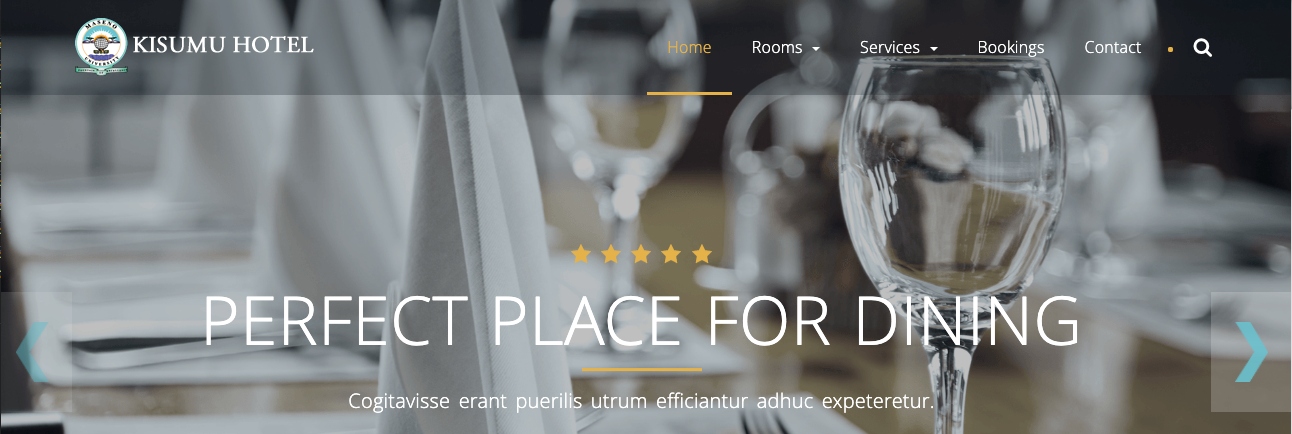 MASENO
UNIVERSITY
KISUMU HOTEL
Home
Rooms
Services
Bookings
Contact
PERFECT PLACE FOR DINING
Cogitavisse erant puerilis utrum efficiantur adhuc expeteretur.